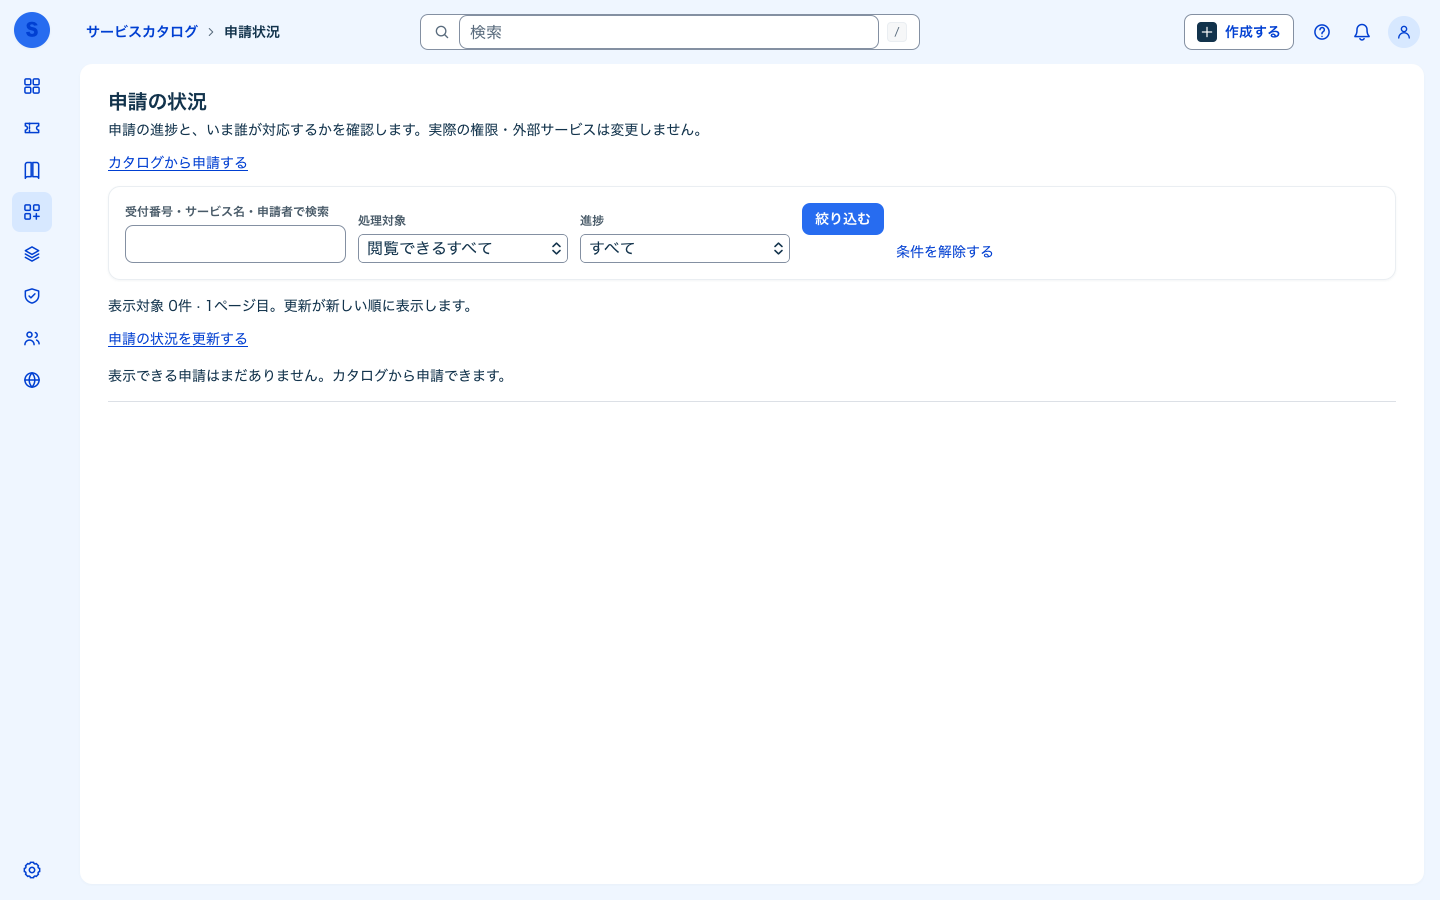 S
サービスカタログ > 申請状況
検索
/
作成する
申請の状況
申請の進捗と、いま誰が対応するかを確認します。実際の権限・外部サービスは変更しません。
カタログから申請する
受付番号・サービス名・申請者で検索
処理対象
閲覧できるすべて
進捗
すべて
絞り込む
条件を解除する
表示対象 0件 · 1ページ目。更新が新しい順に表示します。
申請の状況を更新する
表示できる申請はまだありません。カタログから申請できます。